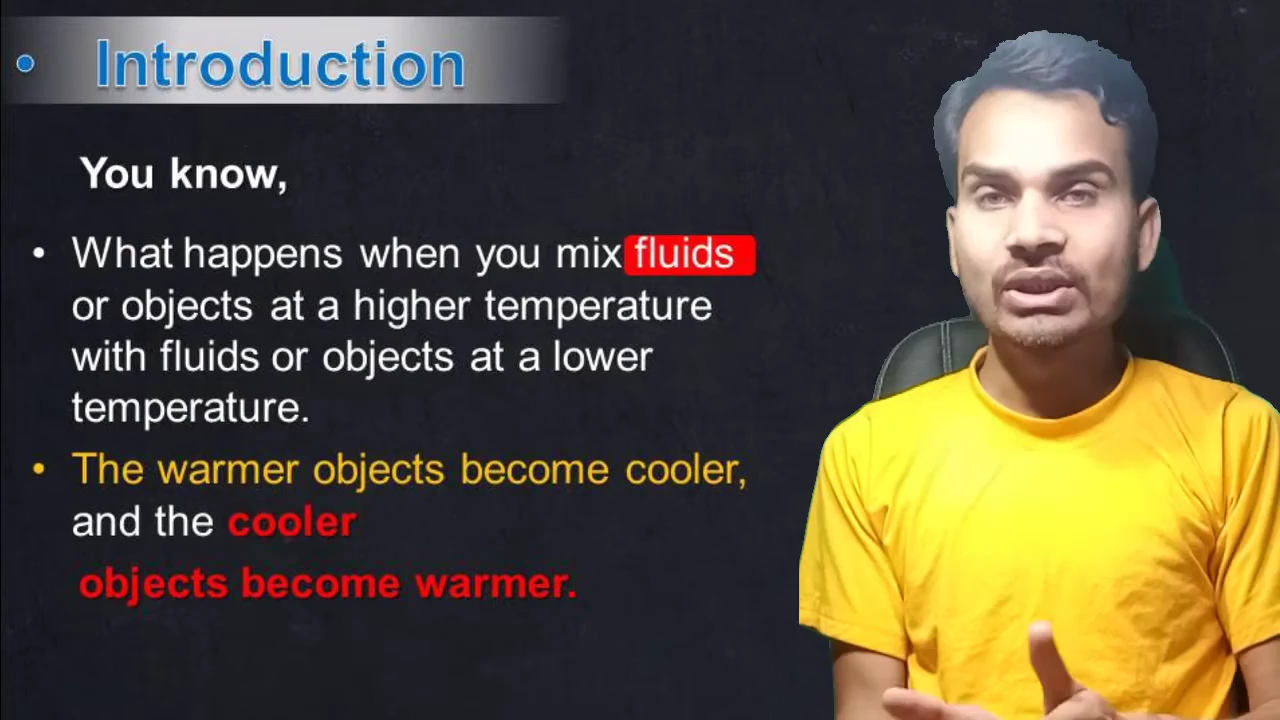 • Introduction
You know,
• What happens when you mix fluids
or objects at a higher temperature
with fluids or objects at a lower
temperature.
• The warmer objects become cooler,
and the cooler
objects become warmer.